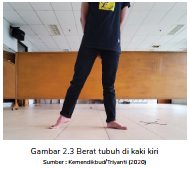 Gambar 2.3 Berat tubuh di kaki kiri
Sumber : Kemendikbud/Triyanti (2020)